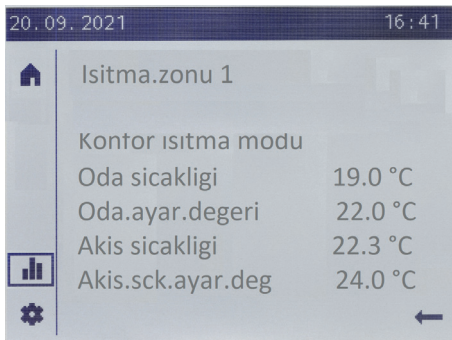 20.09.2021 16:41
Isitma.zonu 1
Konfor ısıtma modu
Oda sicakligi 19.0 °C
Oda.ayar.degeri 22.0 °C
Akis sicakligi 22.3 °C
Akis.sck.ayar.deg 24.0 °C